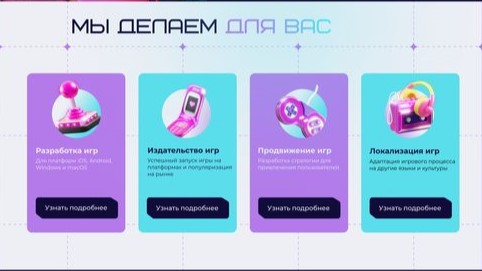 МЫ ДЕЛАЕМ ДЛЯ ВАС
Разработка игр
Для платформ iOS, Android,
Windows и macOS
Узнать подробнее
Издательство игр
Успешный запуск игры на
платформах и популяризация
на рынке
Узнать подробнее
Продвижение игр
Разработка стратегии для
привлечения пользователей
Узнать подробнее
Локализация игр
Адаптация игрового процесса
на другие языки и культуры
Узнать подробнее